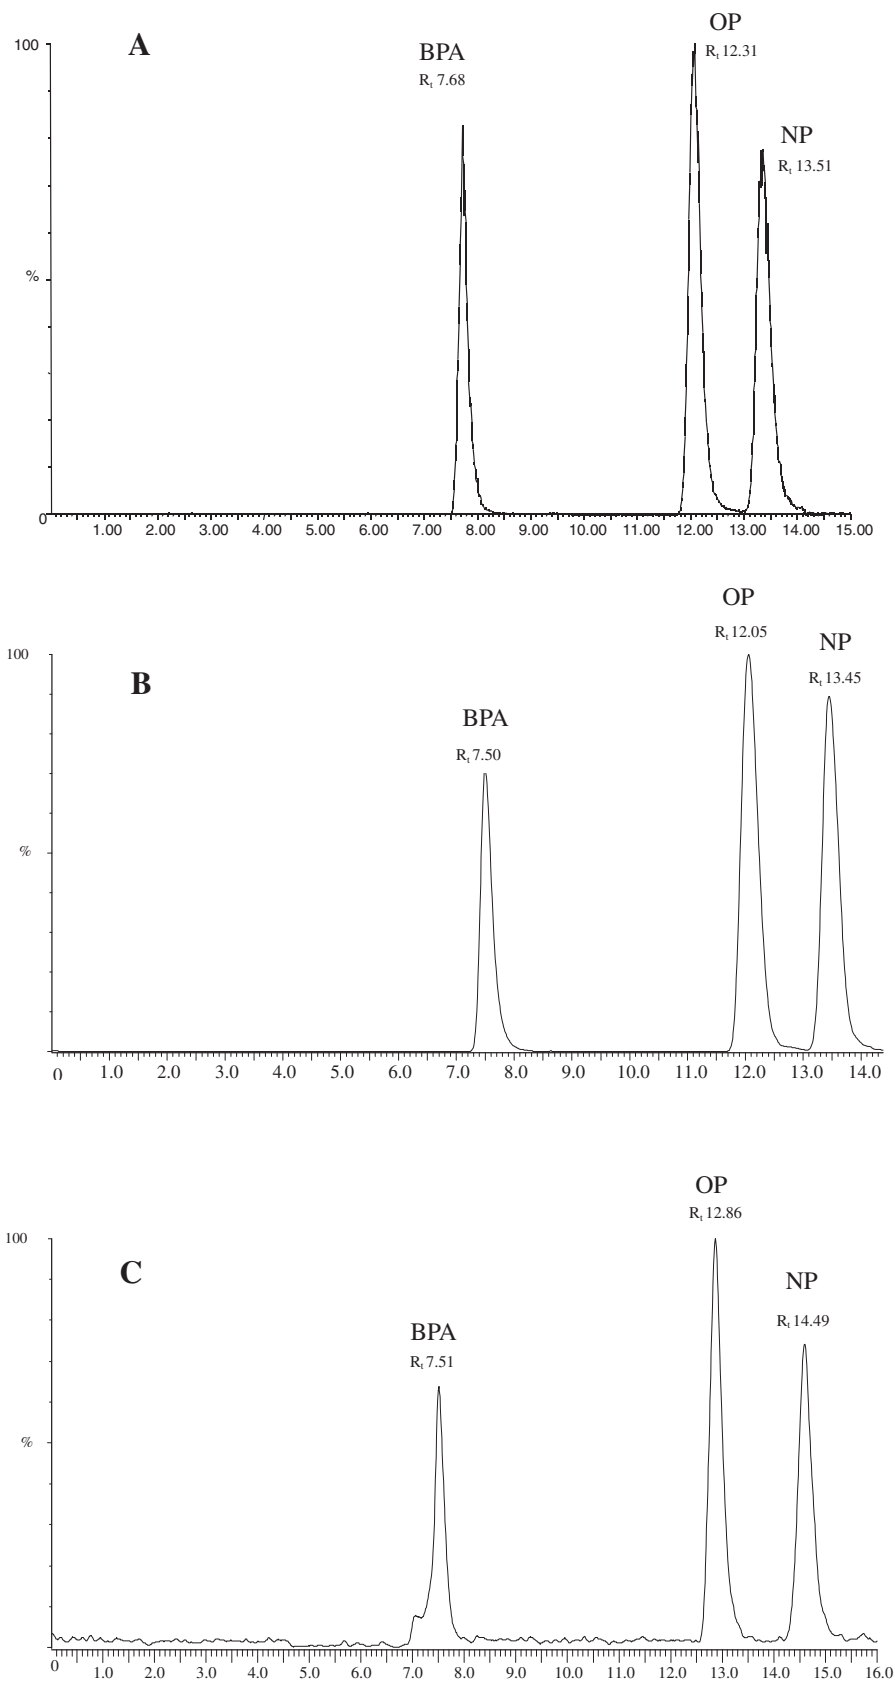 OP
A
BPA
Rt 12.31
100
Rt 7.68
NP
Rt 13.51
%
0
1.00 2.00 3.00 4.00 5.00 6.00 7.00 8.00 9.00 10.00 11.00 12.00 13.00 14.00 15.00
OP
Rt 12.05
NP
100
Rt 13.45
B
BPA
Rt 7.50
%
0 1.0 2.0 3.0 4.0 5.0 6.0 7.0 8.0 9.0 10.0 11.0 12.0 13.0 14.0
OP
Rt 12.86
100
C
NP
Rt 14.49
BPA
Rt 7.51
%
0 1.0 2.0 3.0 4.0 5.0 6.0 7.0 8.0 9.0 10.0 11.0 12.0 13.0 14.0 15.0 16.0